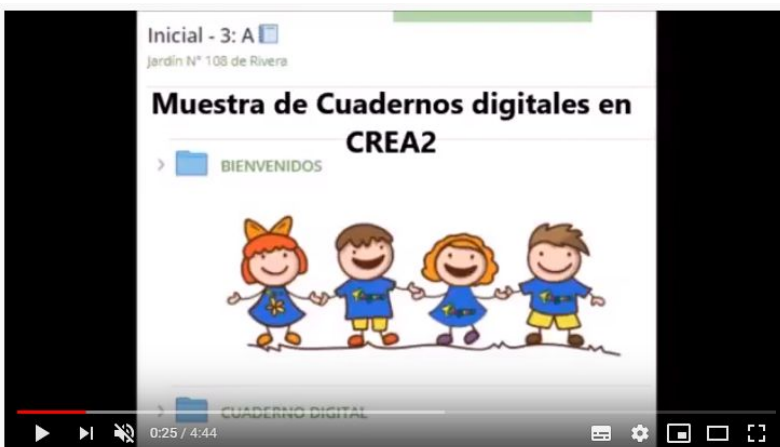 Inicial - 3: A
Jardín N° 108 de Rivera
Muestra de Cuadernos digitales en
CREA2
BIENVENIDOS
CUADERNO DIGITAL
0:25 / 4:44